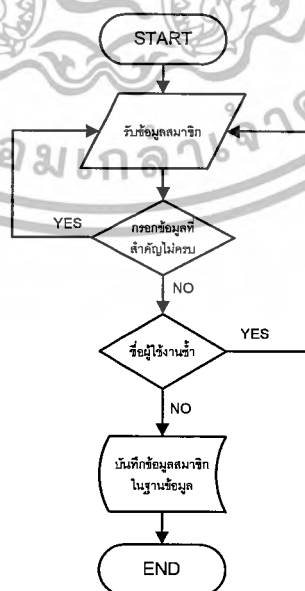 START
รับข้อมูลสมาชิก
YES
กรอกข้อมูลที่
สำคัญไม่ครบ
NO
ชื่อผู้ใช้งานซ้ำ
YES
NO
บันทึกข้อมูลสมาชิก
ในฐานข้อมูล
END